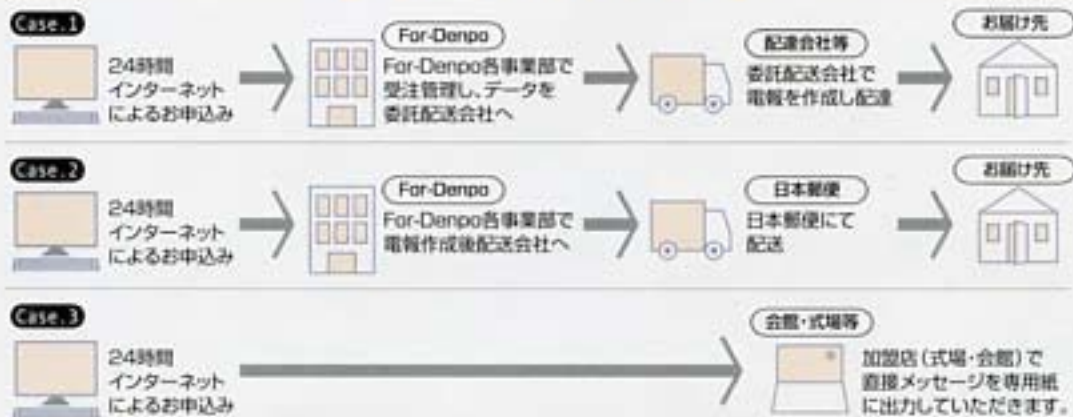 Case.1
24時間
インターネット
によるお申込み
For-Denpo
For-Denpo各事業部で
受注管理し、データを
委託配送会社へ
配達会社等
委託配送会社で
電報を作成し配達
お届け先
Case.2
24時間
インターネット
によるお申込み
For-Denpo
For-Denpo各事業部で
電報作成後配送会社へ
日本郵便
日本郵便にて
配送
お届け先
Case.3
24時間
インターネット
によるお申込み
会館・式場等
加盟店(式場・会館)で
直接メッセージを専用紙
に出力していただきます。